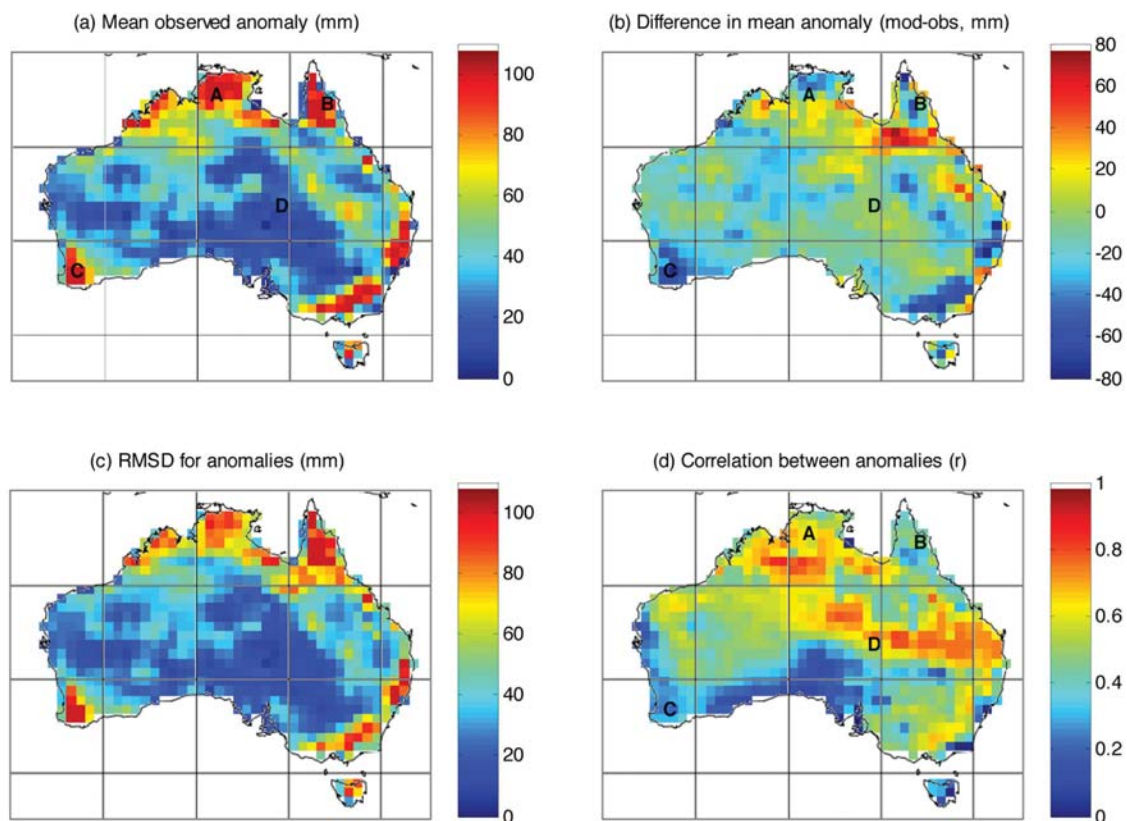 (a) Mean observed anomaly (mm)
(b) Difference in mean anomaly (mod-obs, mm)
A
B
C
D
100
80
60
40
20
0
A
B
C
D
80
60
40
20
0
-20
-40
-60
-80
(c) RMSD for anomalies (mm)
(d) Correlation between anomalies (r)
100
80
60
40
20
0
A
B
D
C
1
0.8
0.6
0.4
0.2
0